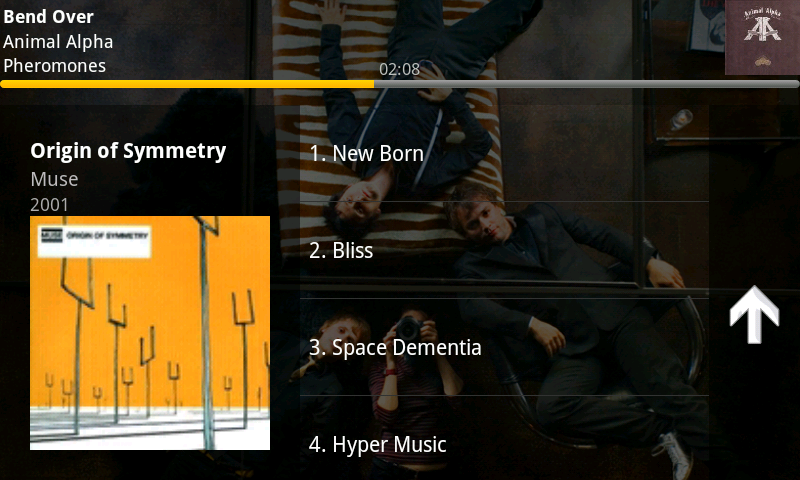 Bend Over
Animal Alpha
Pheromones
02:08
Animal Alpha
Origin of Symmetry
Muse
2001
MUSE ORIGIN OF SYMMETRY
1. New Born
2. Bliss
3. Space Dementia
4. Hyper Music